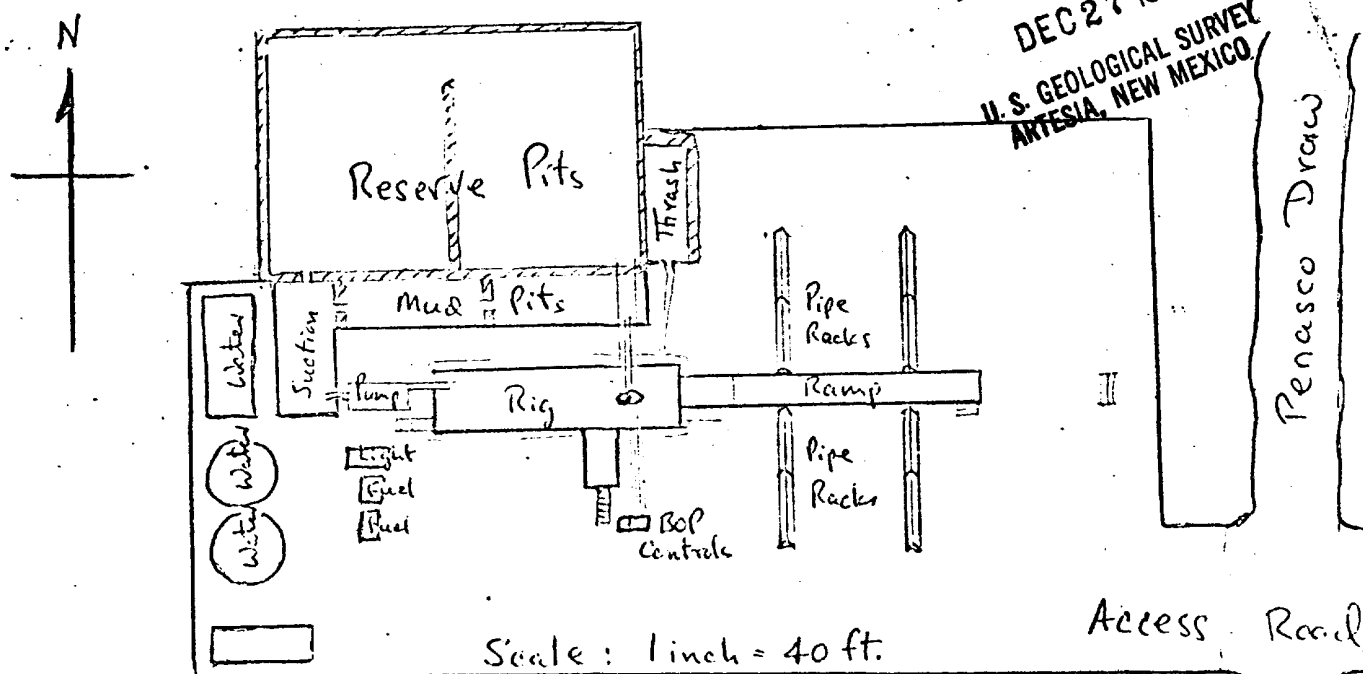 N
DEC 27
U.S. GEOLOGICAL SURVEY
ARTESIA, NEW MEXICO
Reserve Pits
Thrash
Penasco Draw
Mud Pits
Water
Suction
Pump
Rig
Ramp
Pipe
Racks
Pipe
Racks
Water
Water
Light
Fuel
Fuel
BOP
Controls
Access Road
Scale: 1 inch = 40 ft.